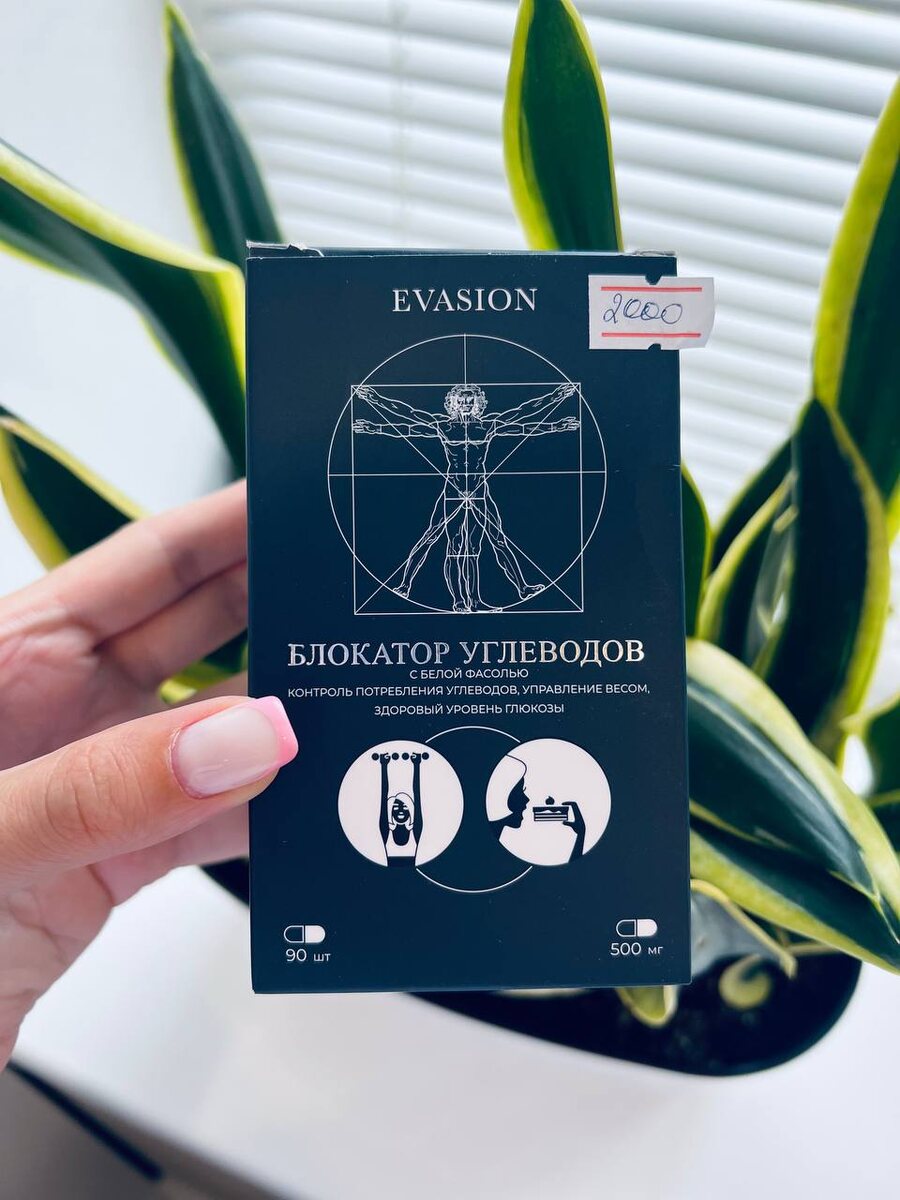 EVASION
2000
БЛОКАТОР УГЛЕВОДОВ
С БЕЛОЙ ФАСОЛЬЮ
КОНТРОЛЬ ПОТРЕБЛЕНИЯ УГЛЕВОДОВ, УПРАВЛЕНИЕ ВЕСОМ,
ЗДОРОВЫЙ УРОВЕНЬ ГЛЮКОЗЫ
90 шт
500 мг